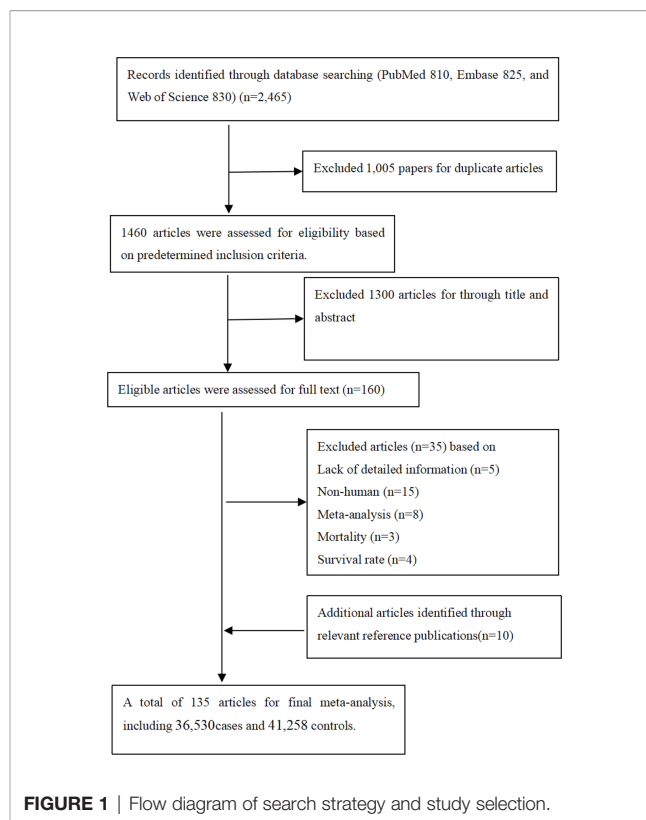 Records identified through database searching (PubMed 810, Embase 825, and
Web of Science 830) (n=2,465)
Excluded 1,005 papers for duplicate articles
1460 articles were assessed for eligibility based
on predetermined inclusion criteria.
Excluded 1300 articles for through title and
abstract
Eligible articles were assessed for full text (n=160)
Excluded articles (n=35) based on
Lack of detailed information (n=5)
Non-human (n=15)
Meta-analysis (n=8)
Mortality (n=3)
Survival rate (n=4)
Additional articles identified through
relevant reference publications(n=10)
A total of 135 articles for final meta-analysis,
including 36,530cases and 41,258 controls.
FIGURE 1 | Flow diagram of search strategy and study selection.